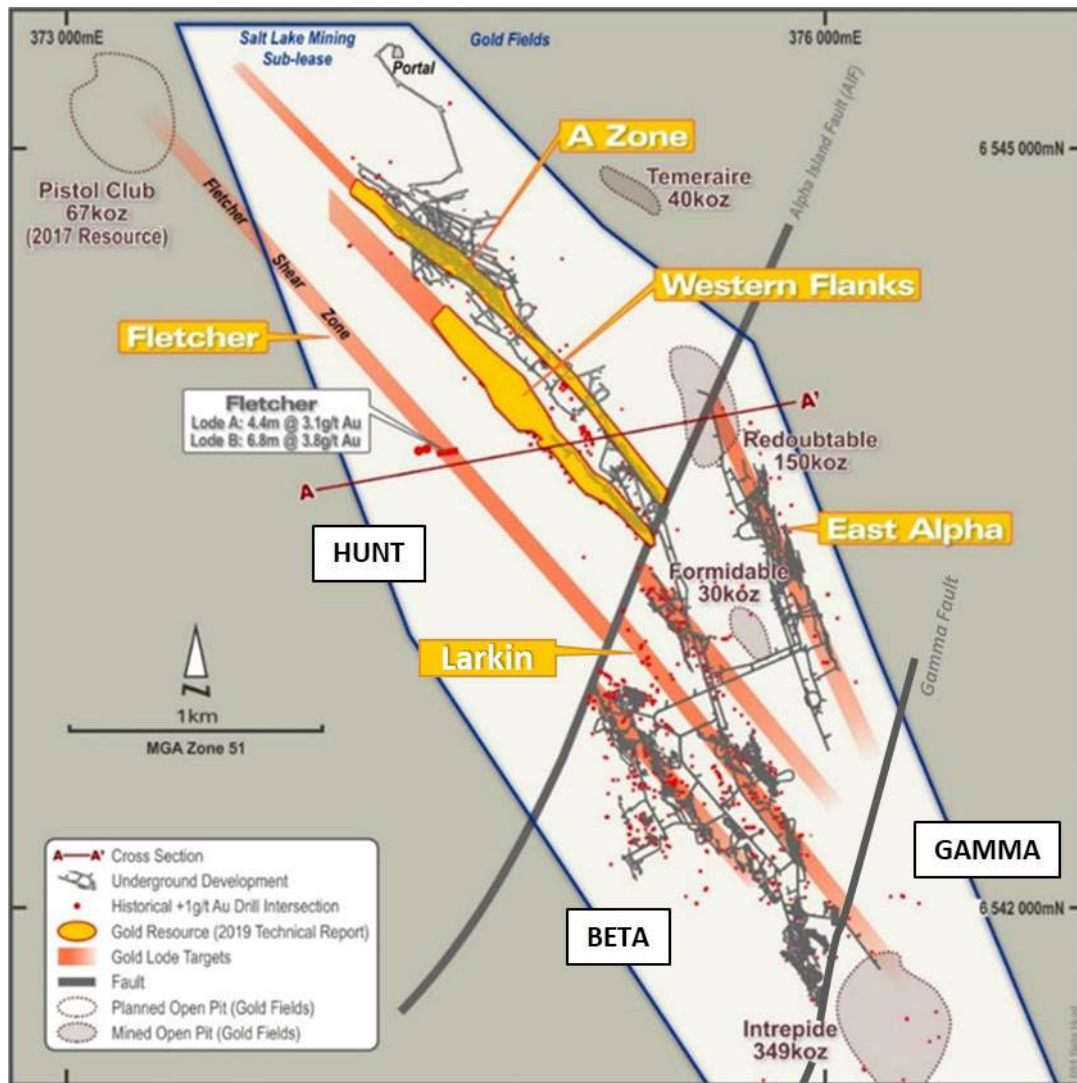 373 000mE
Salt Lake Mining
Sub-lease
Gold Fields
376 000mE
Portal
Alpha Island Fault (AIF)
A Zone
6 545 000mN
Temeraire
40koz
Pistol Club
67koz
(2017 Resource)
Fletcher
Shear
Zone
Western Flanks
Fletcher
Fletcher
Lode A: 4.4m @ 3.1g/t Au
Lode B: 6.8m @ 3.8g/t Au
A'
A
Redoubtable
150koz
East Alpha
HUNT
Formidable
30koz
Gamma Fault
Larkin
N
1km
MGA Zone 51
GAMMA
6 542 000mN
BETA
Intrepide
349koz
A A' Cross Section
Underground Development
Historical +1g/t Au Drill Intersection
Gold Resource (2019 Technical Report)
Gold Lode Targets
Fault
Planned Open Pit (Gold Fields)
Mined Open Pit (Gold Fields)